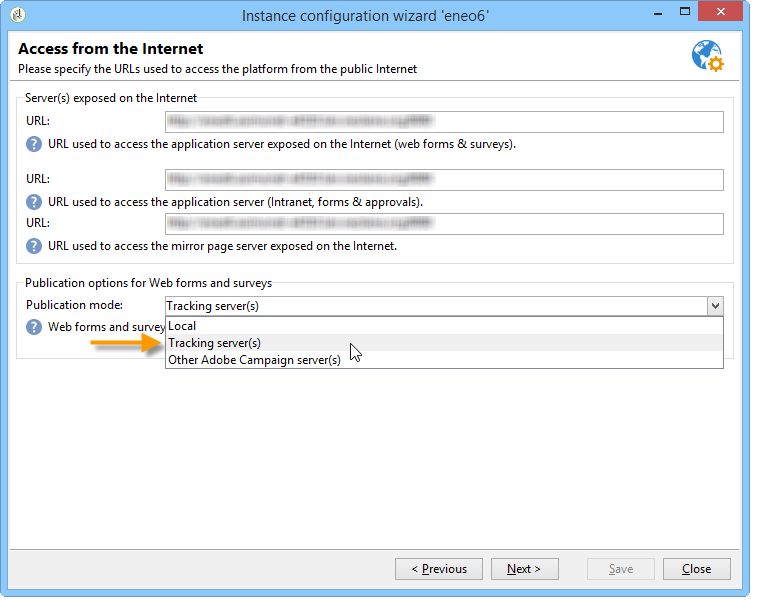 Instance configuration wizard 'eneo6'
Access from the Internet
Please specify the URLs used to access the platform from the public Internet
Server(s) exposed on the Internet
URL:
? URL used to access the application server exposed on the Internet (web forms & surveys).
URL:
? URL used to access the application server (Intranet, forms & approvals).
URL:
? URL used to access the mirror page server exposed on the Internet.
Publication options for Web forms and surveys
Publication mode: Tracking server(s)
Local
? Web forms and survey
Tracking server(s)
Other Adobe Campaign server(s)
< Previous Next > Save Close